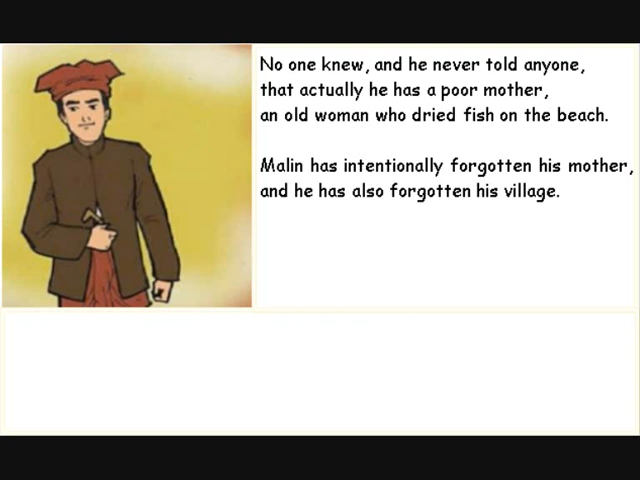 No one knew, and he never told anyone,
that actually he has a poor mother,
an old woman who dried fish on the beach.
Malin has intentionally forgotten his mother,
and he has also forgotten his village.